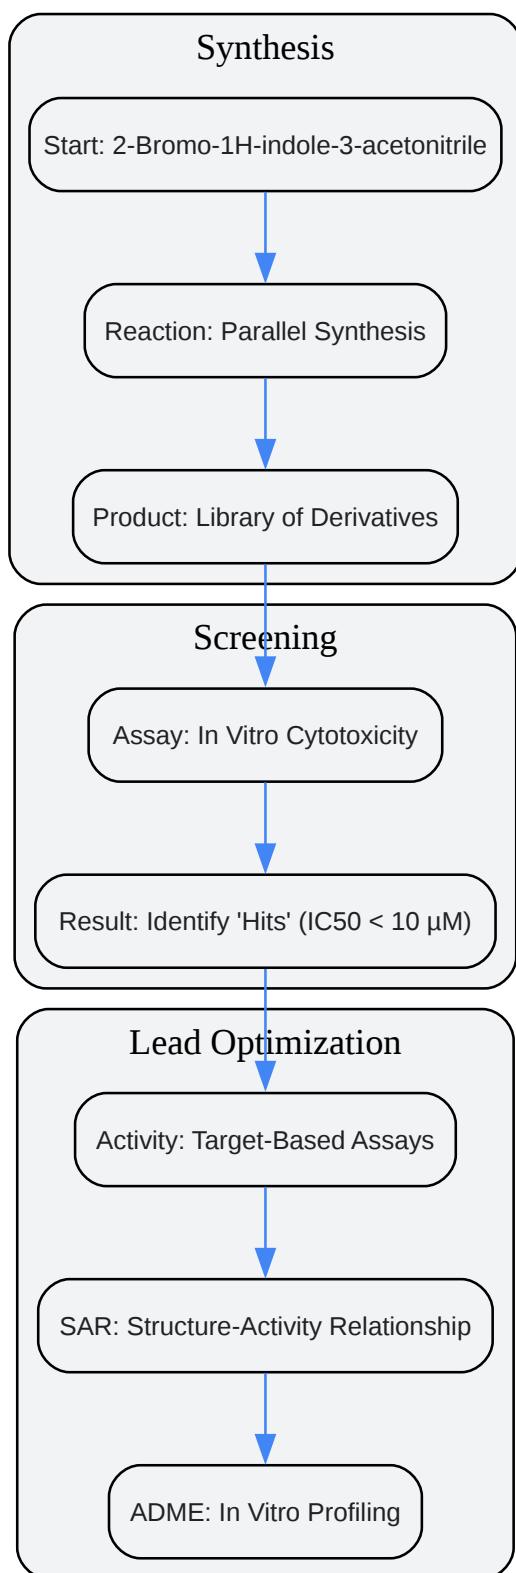 Synthesis
Start: 2-Bromo-1H-indole-3-acetonitrile
Reaction: Parallel Synthesis
Product: Library of Derivatives
Screening
Assay: In Vitro Cytotoxicity
Result: Identify 'Hits' (IC50 < 10 µM)
Lead Optimization
Activity: Target-Based Assays
SAR: Structure-Activity Relationship
ADME: In Vitro Profiling